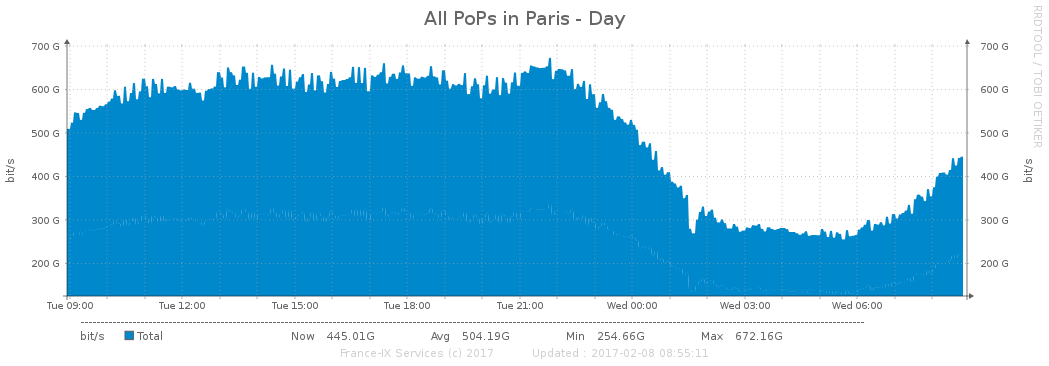 All PoPs in Paris - Day
RRDTOOL / TOBI OETIKER
700 G 700 G
600 G 600 G
500 G 500 G
400 G 400 G
300 G 300 G
200 G 200 G
bit/s bit/s
Tue 09:00 Tue 12:00 Tue 15:00 Tue 18:00 Tue 21:00 Wed 00:00 Wed 03:00 Wed 06:00
bit/s Total Now 445.01G Avg 504.19G Min 254.66G Max 672.16G
France-IX Services (c) 2017 Updated : 2017-02-08 08:55:11